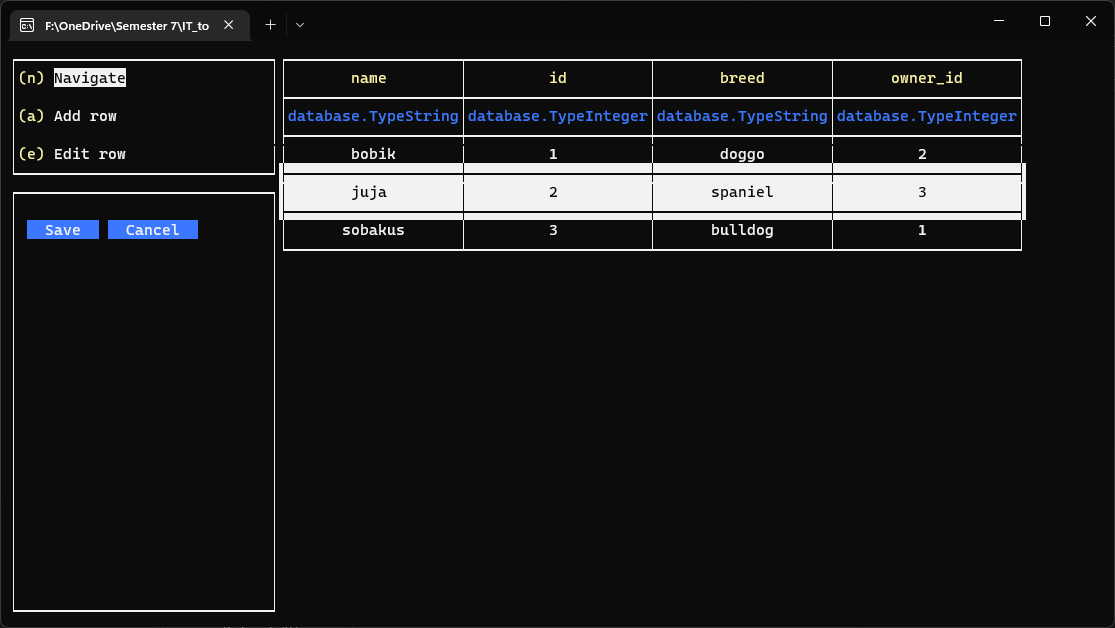 F:\OneDrive\Semester 7\IT_to
(n) Navigate
(a) Add row
(e) Edit row
Save Cancel
name id breed owner_id
database.TypeString database.TypeInteger database.TypeString database.TypeInteger
bobik 1 doggo 2
juja 2 spaniel 3
sobakus 3 bulldog 1